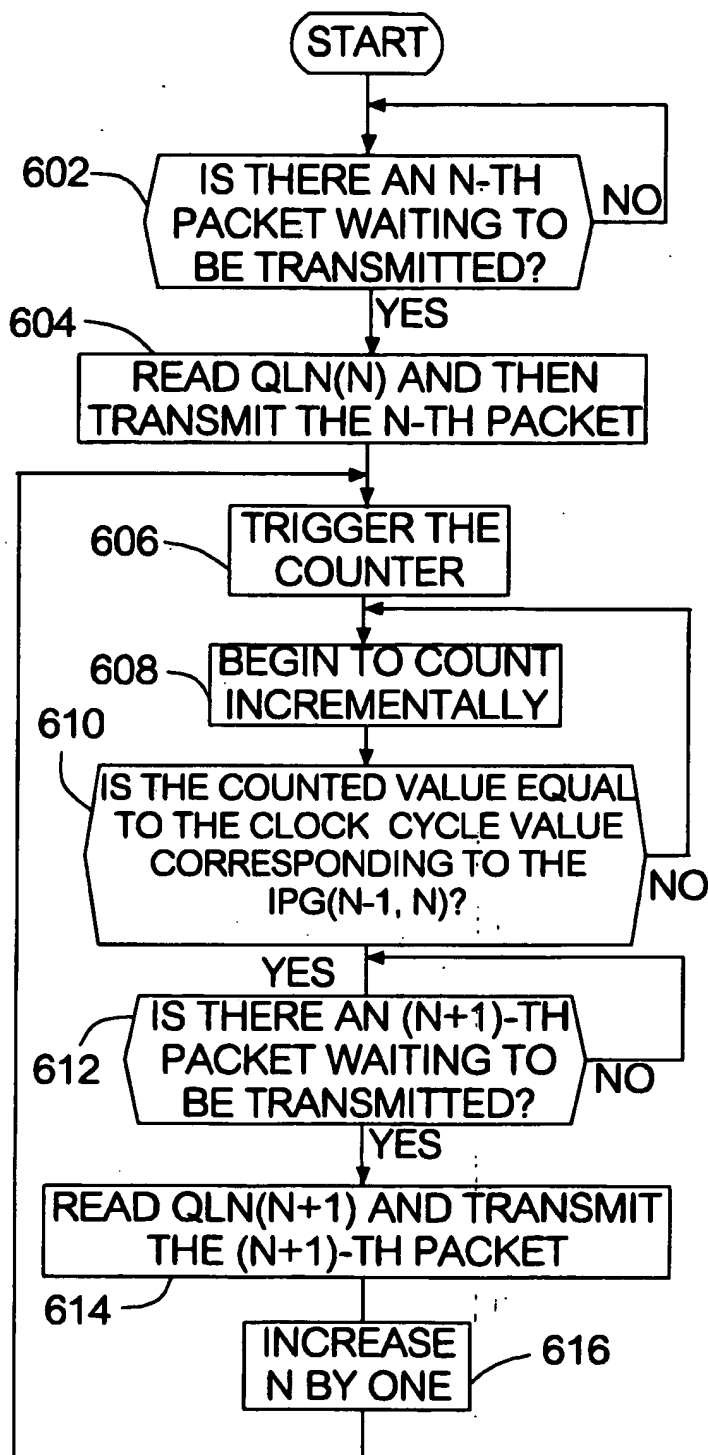 START
602
IS THERE AN N-TH
PACKET WAITING TO
BE TRANSMITTED?
NO
YES
604
READ QLN(N) AND THEN
TRANSMIT THE N-TH PACKET
606
TRIGGER THE
COUNTER
608
BEGIN TO COUNT
INCREMENTALLY
610
IS THE COUNTED VALUE EQUAL
TO THE CLOCK CYCLE VALUE
CORRESPONDING TO THE
IPG(N-1, N)?
NO
YES
612
IS THERE AN (N+1)-TH
PACKET WAITING TO
BE TRANSMITTED?
NO
YES
READ QLN(N+1) AND TRANSMIT
THE (N+1)-TH PACKET
614
INCREASE
N BY ONE
616